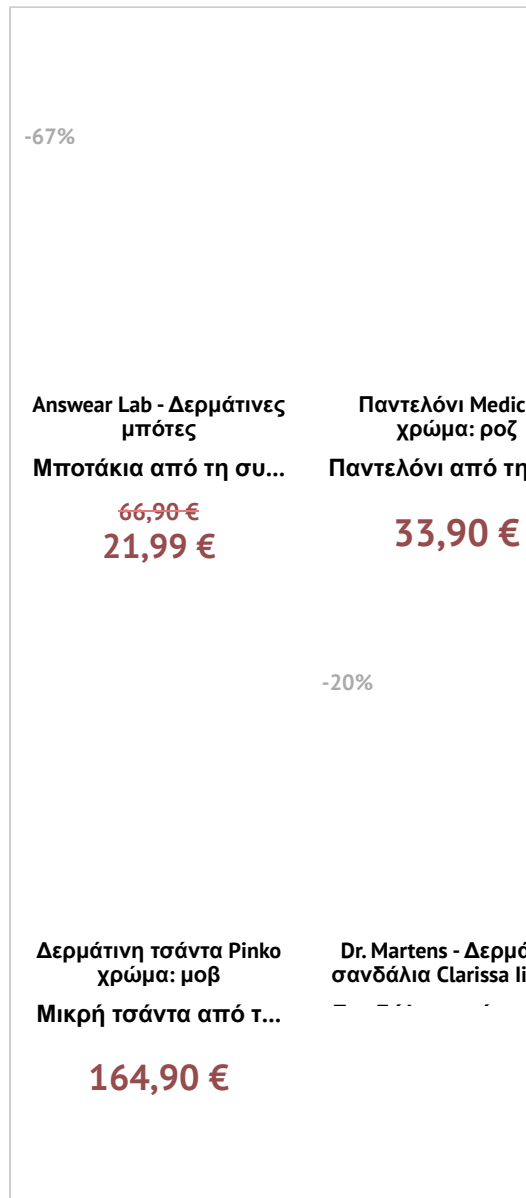 -67%
Answear Lab - Δερμάτινες
μπότες
Μποτάκια από τη συ...
66,90 €
21,99 €
Παντελόνι Medic
χρώμα: ροζ
Παντελόνι από τη
33,90 €
Δερμάτινη τσάντα Pinko
χρώμα: μοβ
Μικρή τσάντα από τ...
164,90 €
-20%
Dr. Martens - Δερμά
σανδάλια Clarissa li